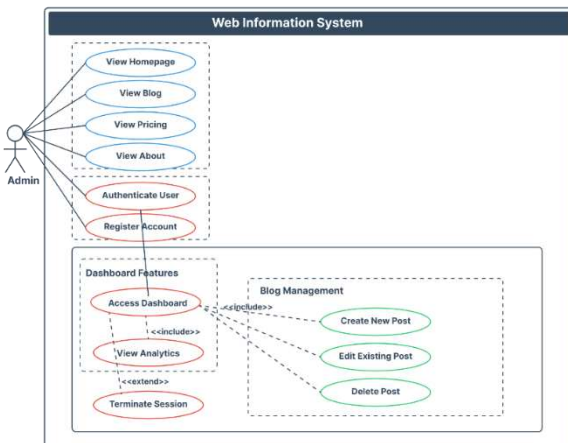 Web Information System
View Homepage
View Blog
View Pricing
View About
Admin
Authenticate User
Register Account
Dashboard Features
Blog Management
Access Dashboard
<<include>>
Create New Post
<<include>>
View Analytics
Edit Existing Post
<<extend>>
Delete Post
Terminate Session